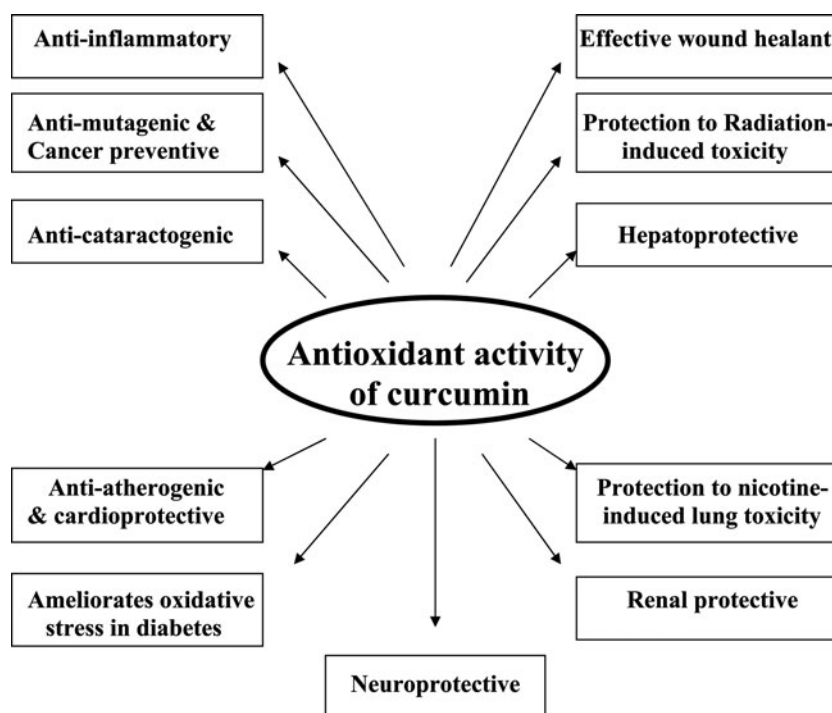 Anti-inflammatory
Effective wound healant
Anti-mutagenic &
Cancer preventive
Protection to Radiation-
induced toxicity
Anti-cataractogenic
Hepatoprotective
Antioxidant activity
of curcumin
Anti-atherogenic
& cardioprotective
Protection to nicotine-
induced lung toxicity
Ameliorates oxidative
stress in diabetes
Renal protective
Neuroprotective